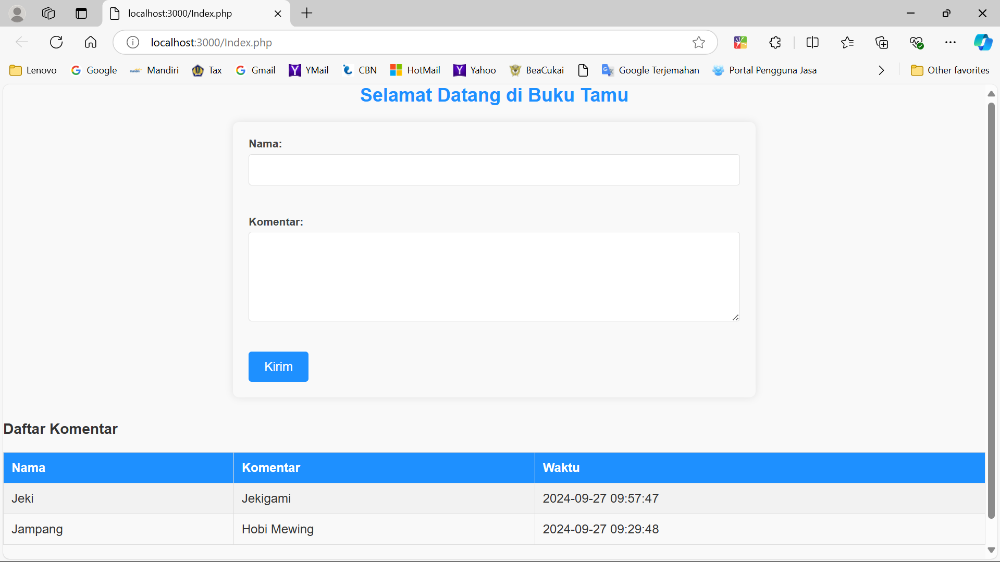 localhost:3000/Index.php
localhost:3000/Index.php
Lenovo Google Mandiri Tax Gmail YMail CBN HotMail Yahoo BeaCukai Google Terjemahan Portal Pengguna Jasa Other favorites
Selamat Datang di Buku Tamu
Nama:
Komentar:
Kirim
Daftar Komentar
Nama Komentar Waktu
Jeki Jekigami 2024-09-27 09:57:47
Jampang Hobi Mewing 2024-09-27 09:29:48